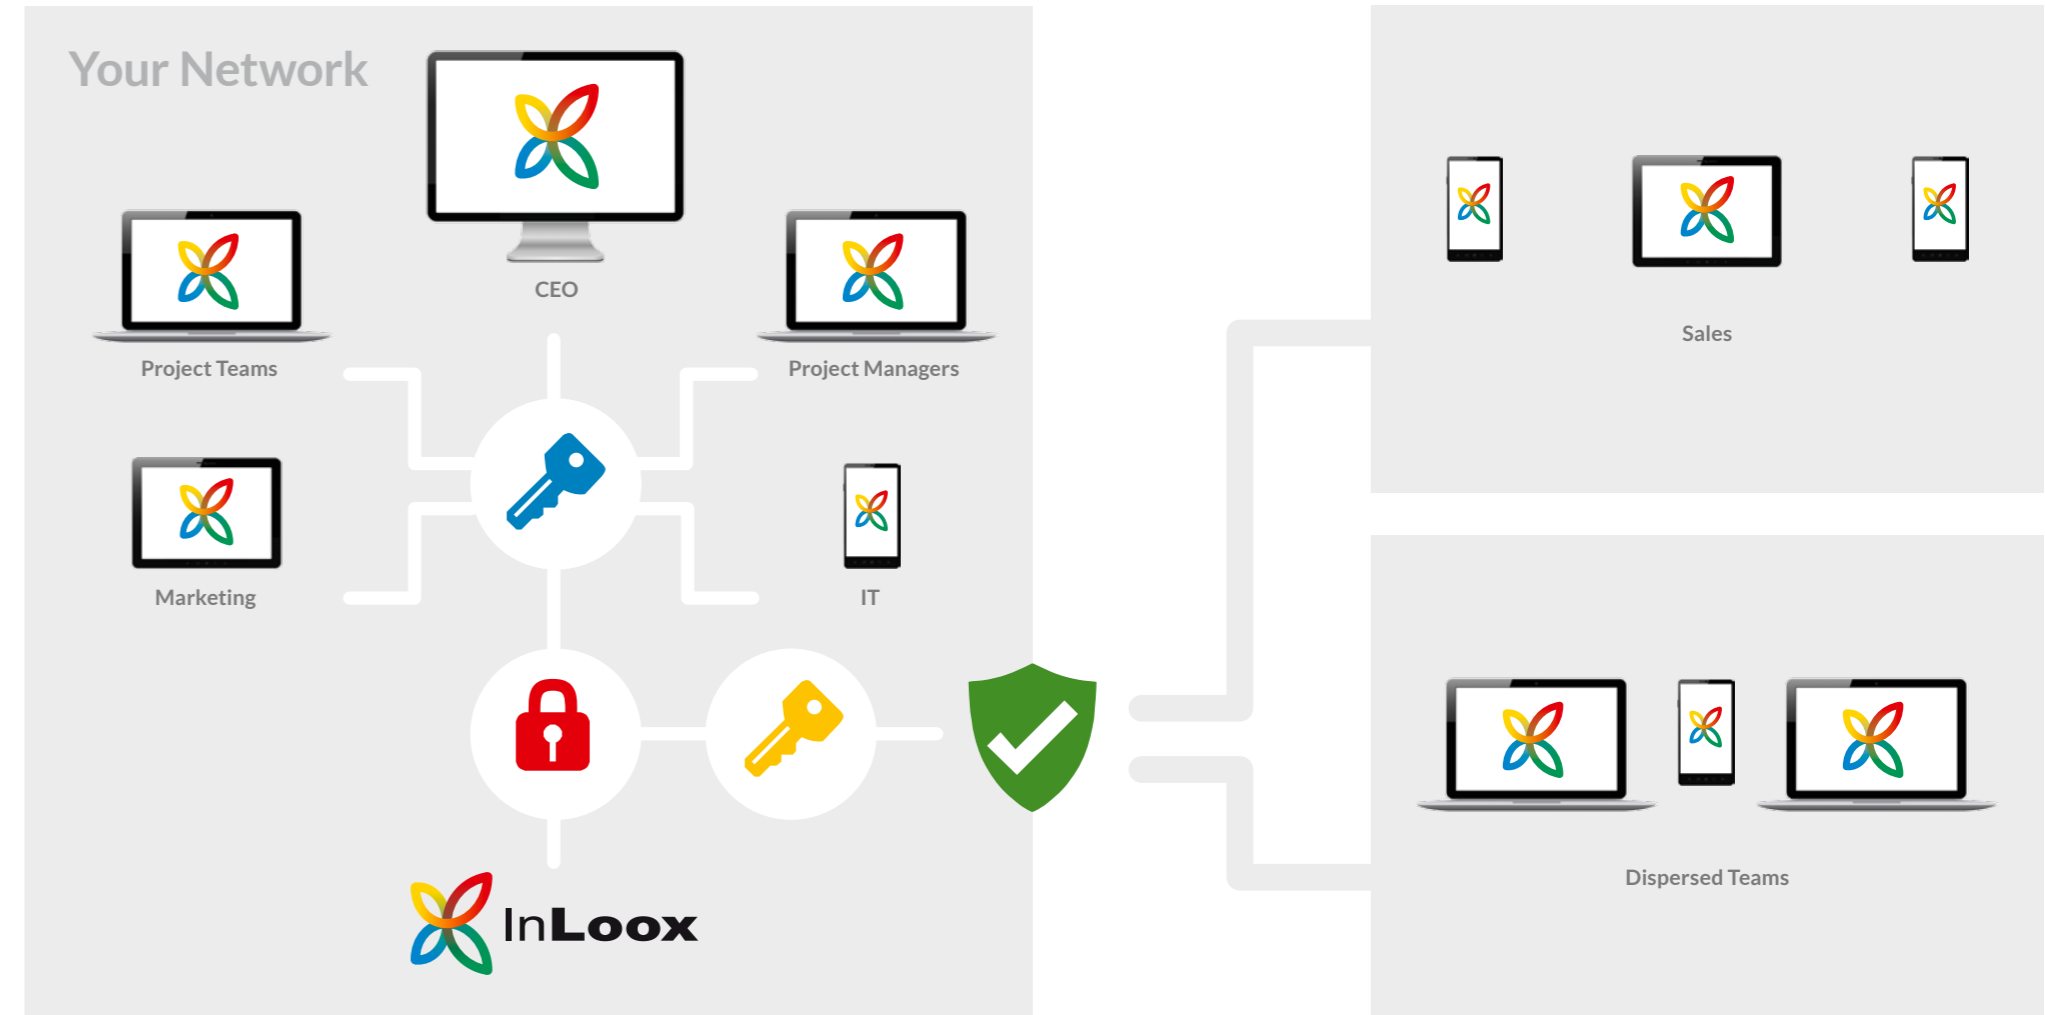 Your Network
CEO
Project Teams
Project Managers
Marketing
IT
InLoox
Sales
Dispersed Teams